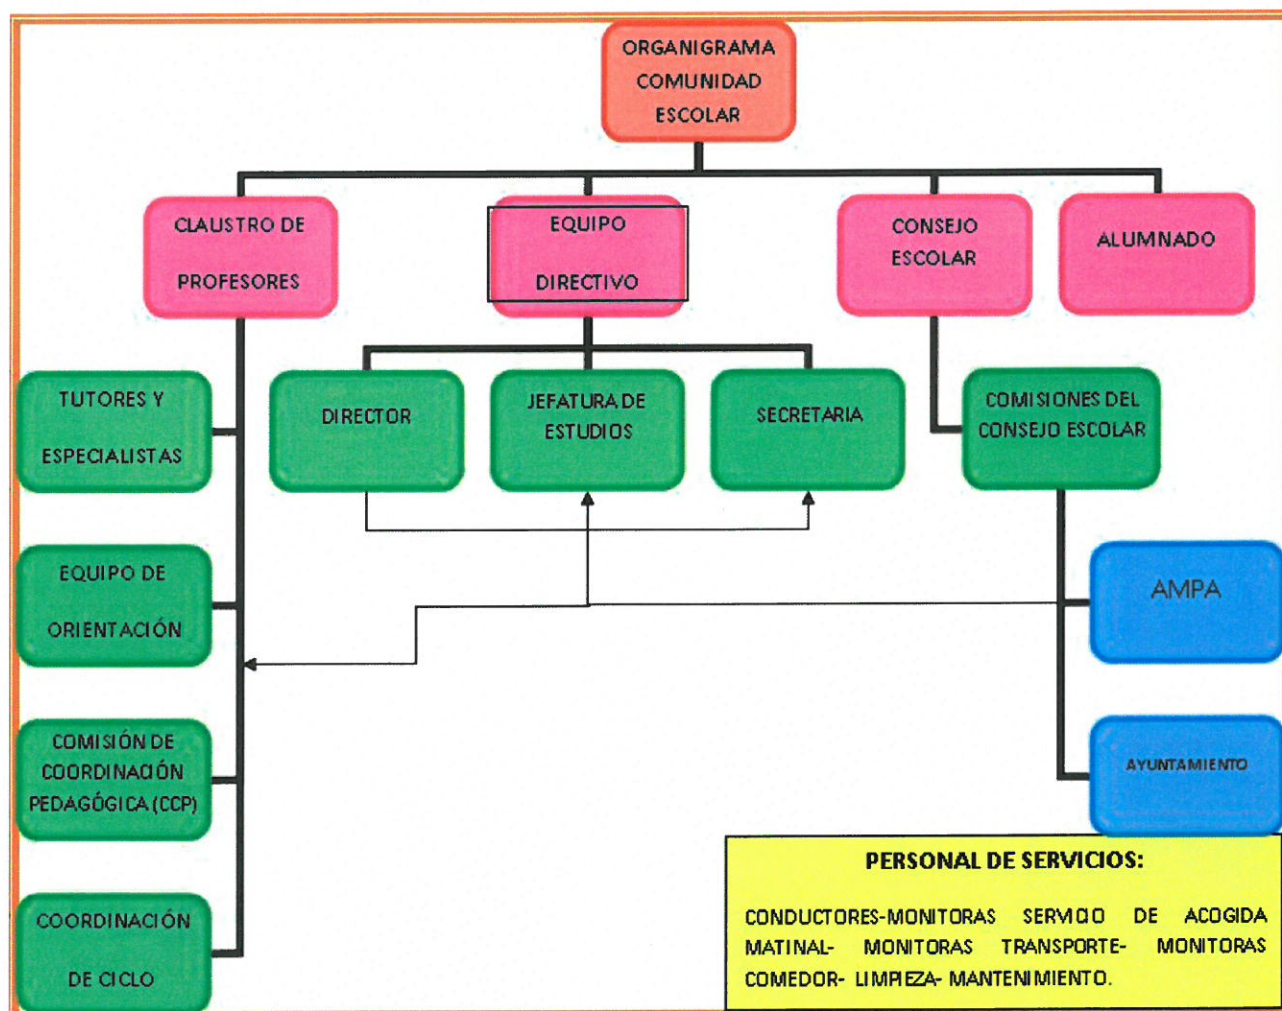 ORGANIGRAMA
COMUNIDAD
ESCOLAR
CLAUSTRO DE
PROFESORES
EQUIPO
DIRECTIVO
CONSEJO
ESCOLAR
ALUMNADO
TUTORES Y
ESPECIALISTAS
DIRECTOR
JEFATURA DE
ESTUDIOS
SECRETARIA
COMISIONES DEL
CONSEJO ESCOLAR
EQUIPO DE
ORIENTACIÓN
AMPA
COMISIÓN DE
COORDINACIÓN
PEDAGÓGICA (CCP)
AYUNTAMIENTO
COORDINACIÓN
DE CICLO
PERSONAL DE SERVICIOS:
CONDUCTORES-MONITORAS SERVICIO DE ACOGIDA
MATINAL- MONITORAS TRANSPORTE- MONITORAS
COMEDOR- LIMPIEZA- MANTENIMIENTO.